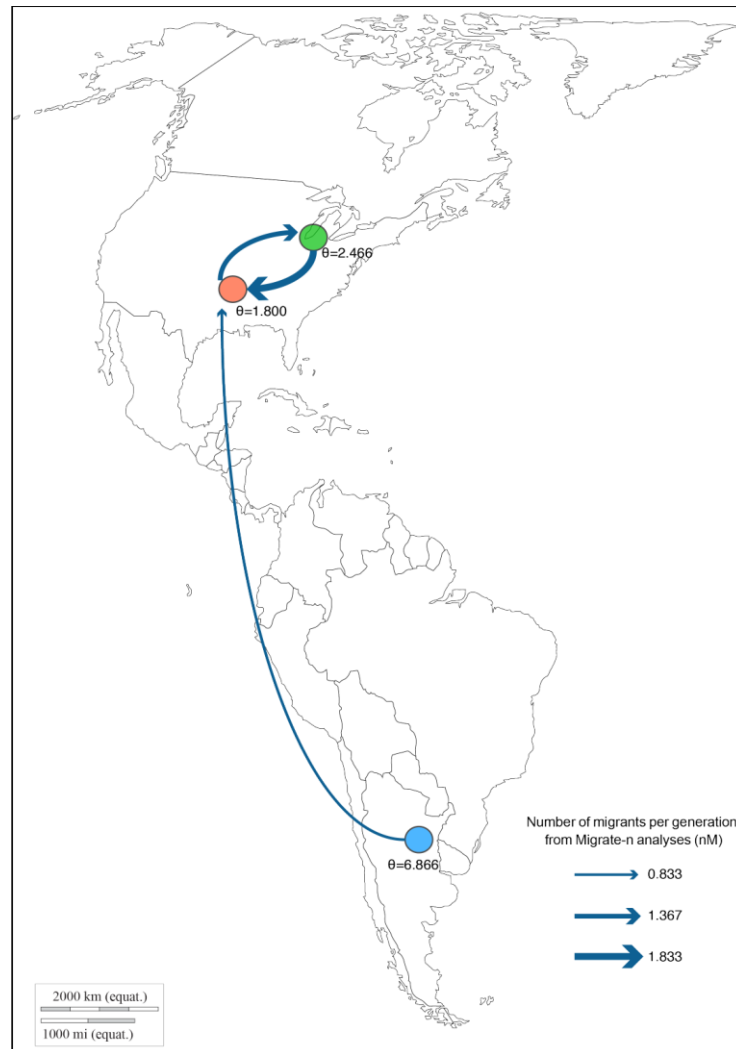 θ=2.466
θ=1.800
θ=6.866
Number of migrants per generation
from Migrate-n analyses (nM)
0.833
1.367
1.833
2000 km (equat.)
1000 mi (equat.)